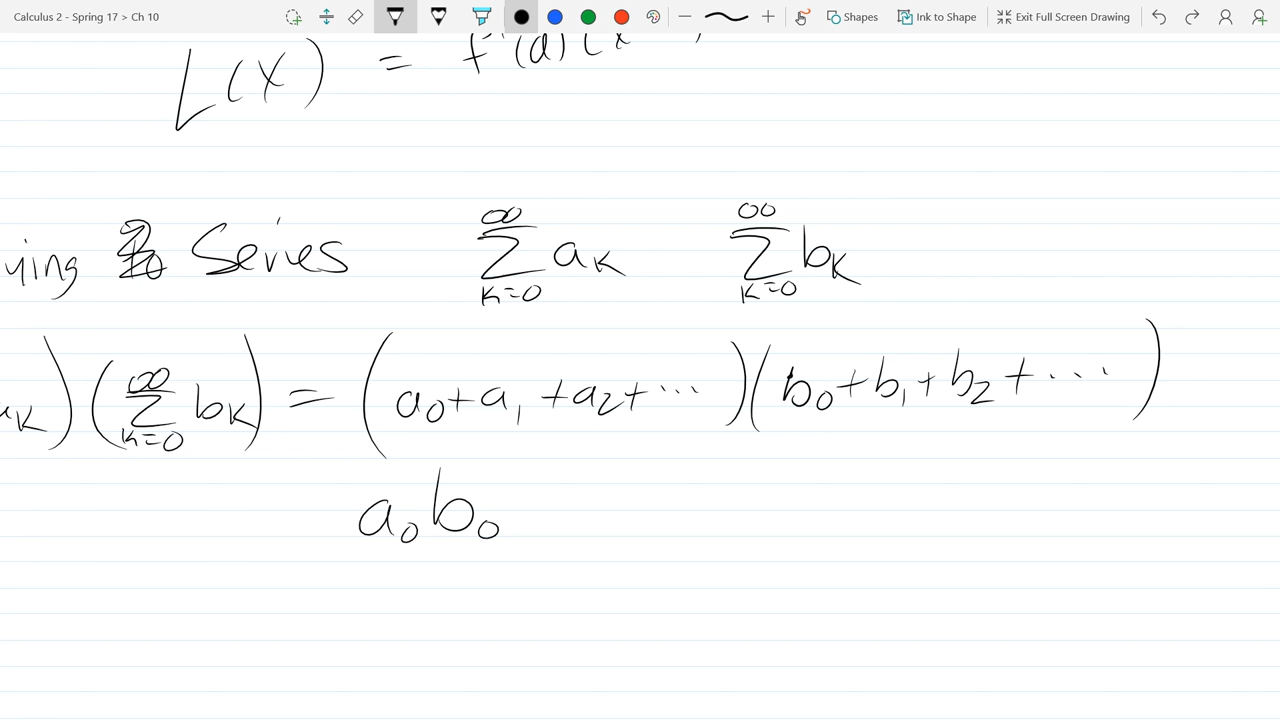 Calculus 2 - Spring 17 > Ch 10
Shapes
Ink to Shape
Exit Full Screen Drawing
L(x) = f'(a)(x
ying Series ∞ ∑ k=0 a_k ∞ ∑ k=0 b_k
a_k) (∞ ∑ k=0 b_k) = (a_0 + a_1 + a_2 + ...)(b_0 + b_1 + b_2 + ...)
a_0 b_0